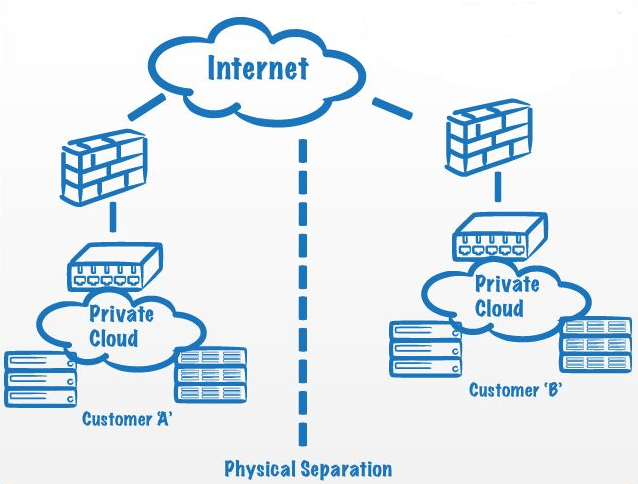 Internet
Private
Cloud
Customer 'A'
Private
Cloud
Customer 'B'
Physical Separation